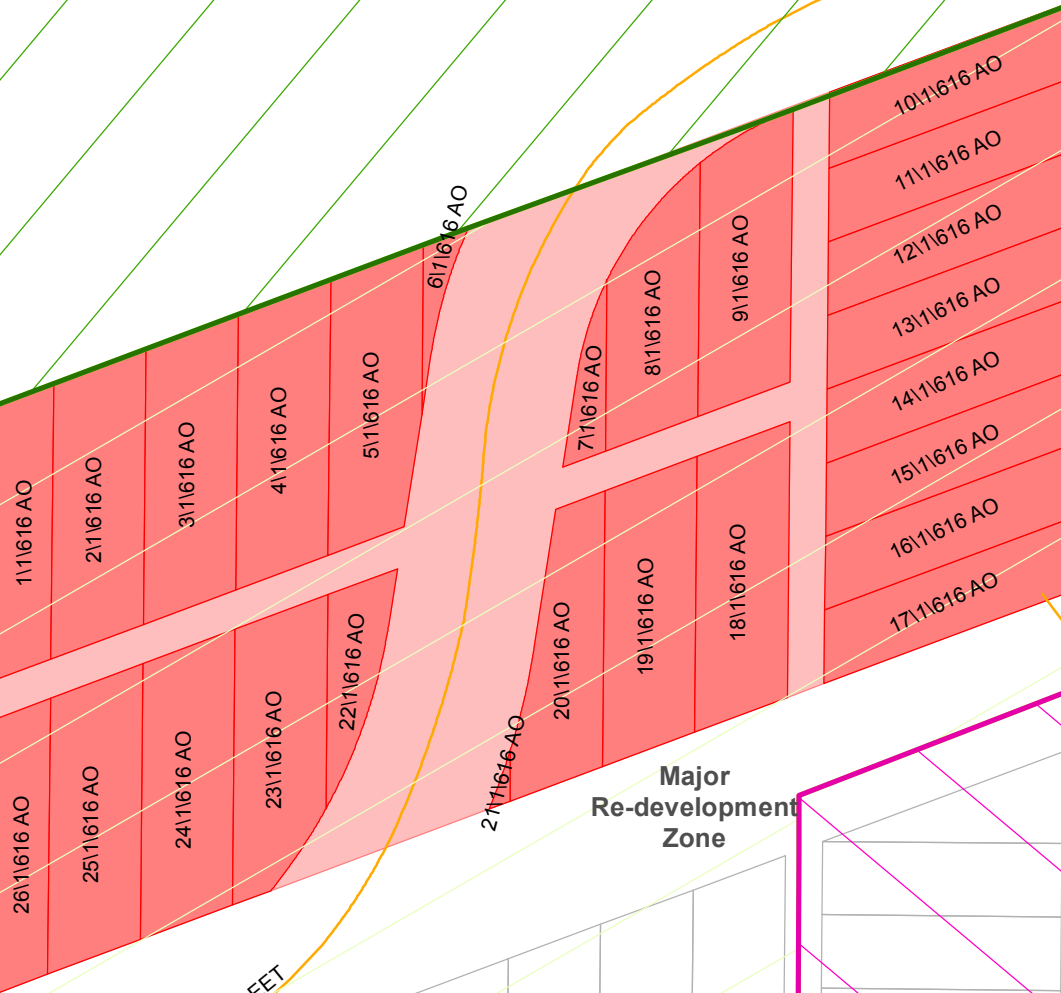 10\1\616 AO
11\1\616 AO
12\1\616 AO
13\1\616 AO
14\1\616 AO
15\1\616 AO
16\1\616 AO
17\1\616 AO
6\1\616 AO
9\1\616 AO
8\1\616 AO
7\1\616 AO
5\1\616 AO
4\1\616 AO
3\1\616 AO
2\1\616 AO
1\1\616 AO
18\1\616 AO
19\1\616 AO
20\1\616 AO
21\1\616 AO
22\1\616 AO
23\1\616 AO
24\1\616 AO
25\1\616 AO
26\1\616 AO
Major
Re-development
Zone
EET